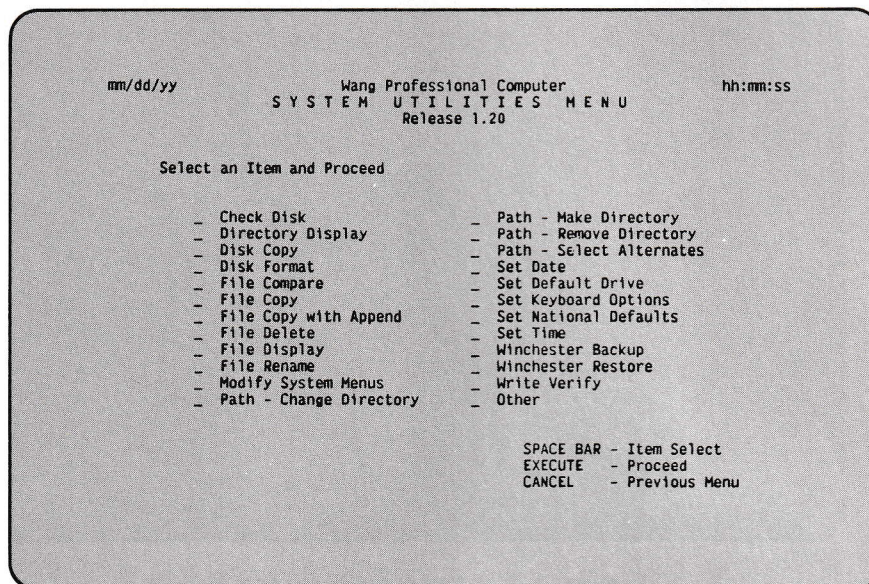 mm/dd/yy Wang Professional Computer hh:mm:ss
SYSTEM UTILITIES MENU
Release 1.20
Select an Item and Proceed
_ Check Disk
_ Directory Display
_ Disk Copy
_ Disk Format
_ File Compare
_ File Copy
_ File Copy with Append
_ File Delete
_ File Display
_ File Rename
_ Modify System Menus
_ Path - Change Directory
_ Path - Make Directory
_ Path - Remove Directory
_ Path - Select Alternates
_ Set Date
_ Set Default Drive
_ Set Keyboard Options
_ Set National Defaults
_ Set Time
_ Winchester Backup
_ Winchester Restore
_ Write Verify
_ Other
SPACE BAR - Item Select
EXECUTE - Proceed
CANCEL - Previous Menu